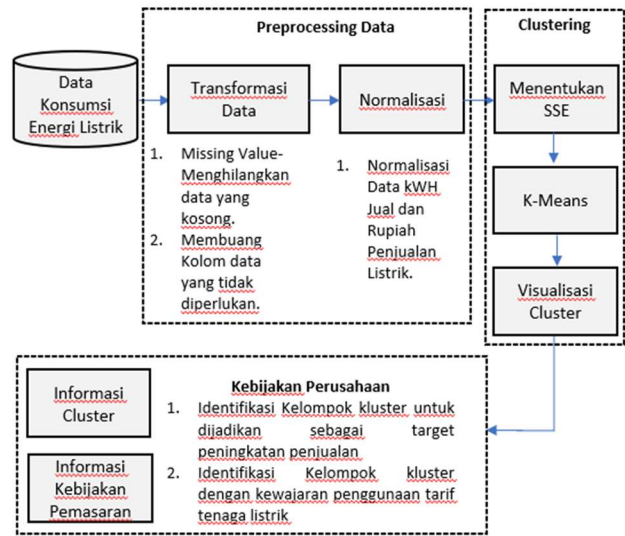 Preprocessing Data
Clustering
Data
Konsumsi
Energi Listrik
Transformasi
Data
Normalisasi
Menentukan
SSE
1. Missing Value-
Menghilangkan
data yang
kosong.
2. Membuang
Kolom data
yang tidak
diperlukan.
1. Normalisasi
Data kWH
Jual dan
Rupiah
Penjualan
Listrik.
K-Means
Visualisasi
Cluster
Informasi
Cluster
Informasi
Kebijakan
Pemasaran
Kebijakan Perusahaan
1. Identifikasi Kelompok kluster untuk
dijadikan sebagai target
peningkatan penjualan
2. Identifikasi Kelompok kluster
dengan kewajaran penggunaan tarif
tenaga listrik